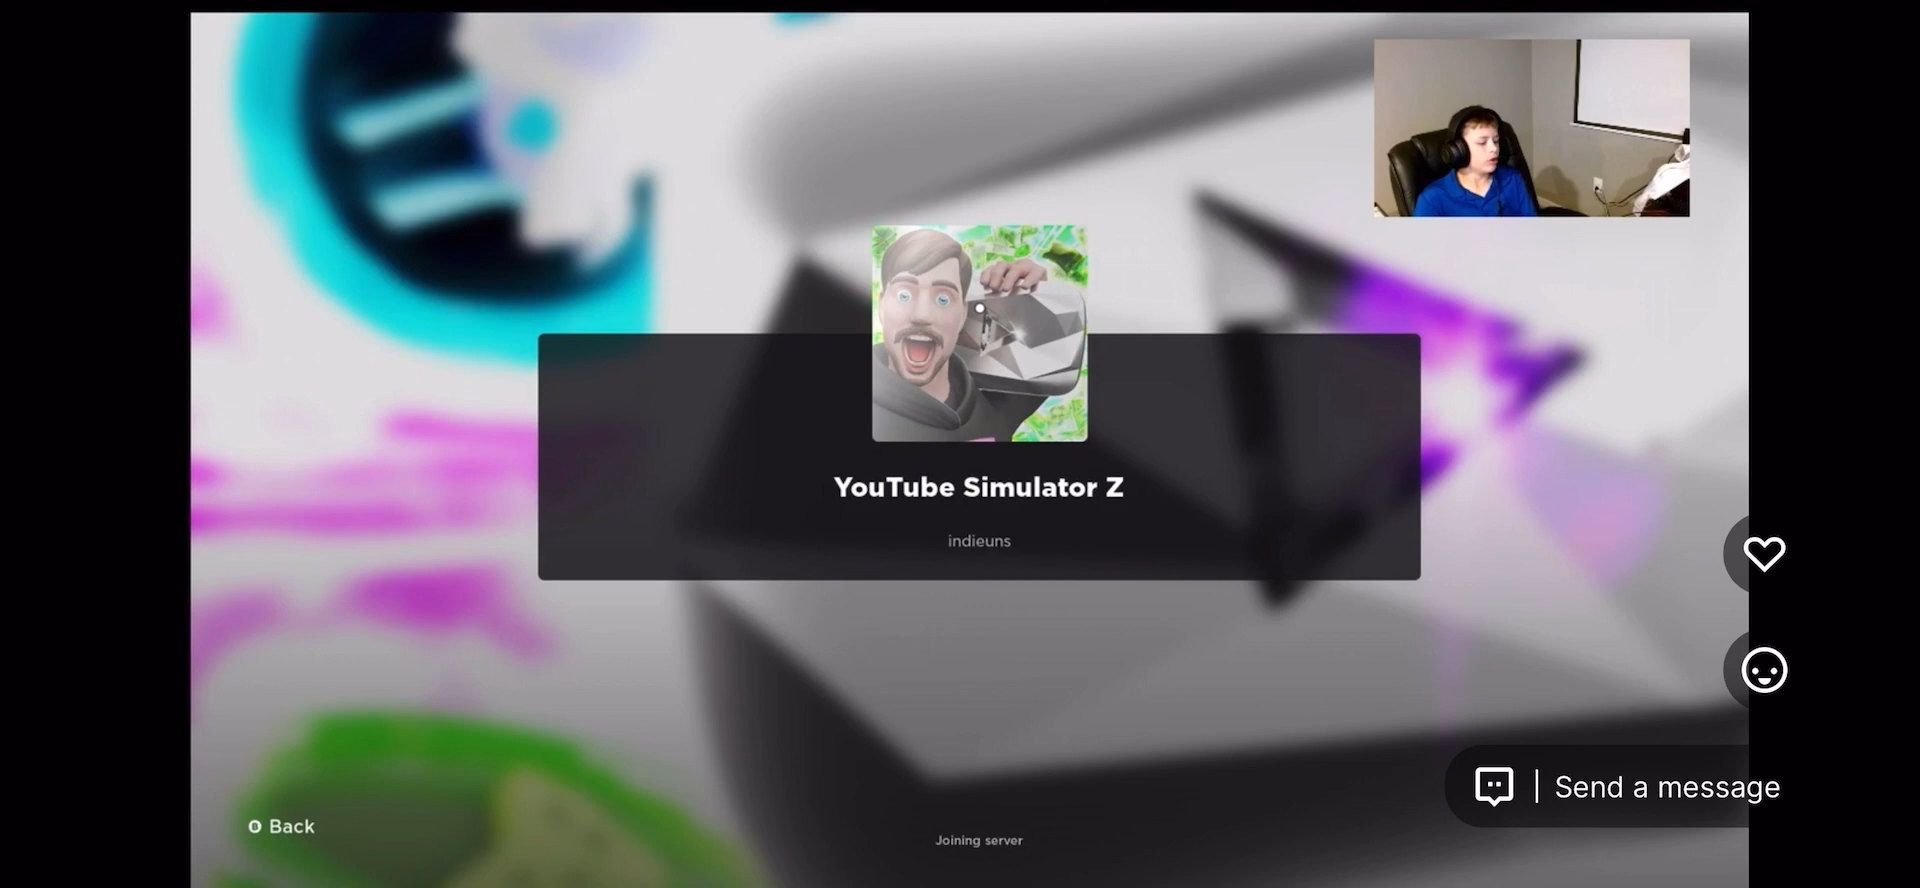 YouTube Simulator Z
indieuns
B Back
Joining server
Send a message